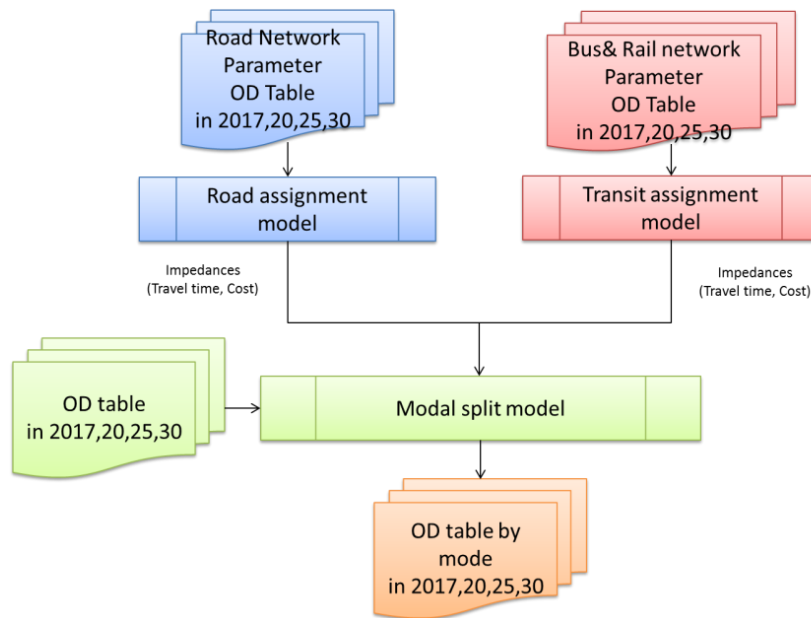 Road Network
Parameter
OD Table
in 2017,20,25,30
Bus& Rail network
Parameter
OD Table
in 2017,20,25,30
Road assignment
model
Transit assignment
model
Impedances
(Travel time, Cost)
Impedances
(Travel time, Cost)
OD table
in 2017,20,25,30
Modal split model
OD table by
mode
in 2017,20,25,30